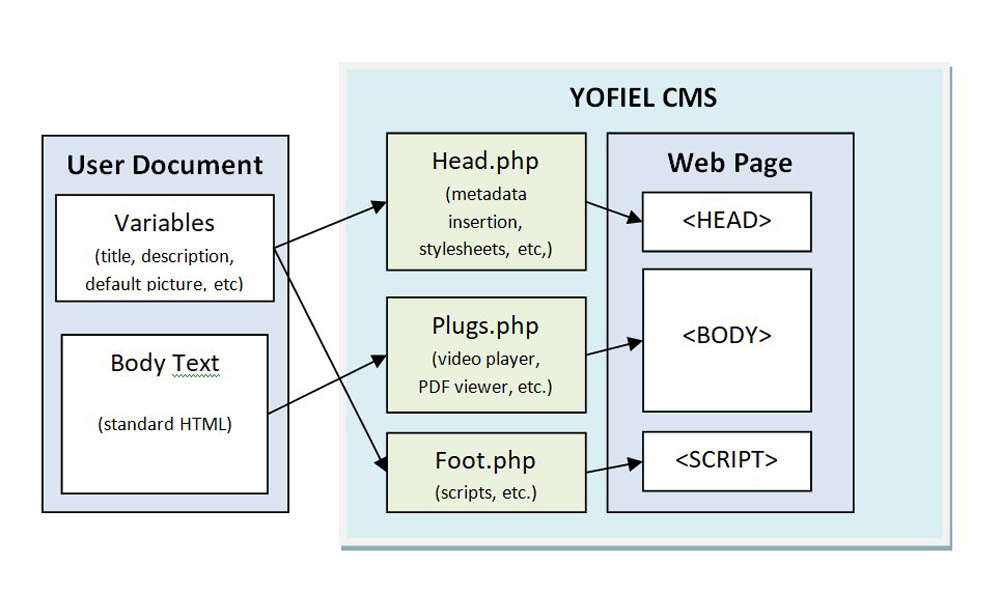 YOFIEL CMS
User Document
Variables
(title, description,
default picture, etc)
Body Text
(standard HTML)
Head.php
(metadata
insertion,
stylesheets, etc,)
Plugs.php
(video player,
PDF viewer, etc.)
Foot.php
(scripts, etc.)
Web Page
<HEAD>
<BODY>
<SCRIPT>